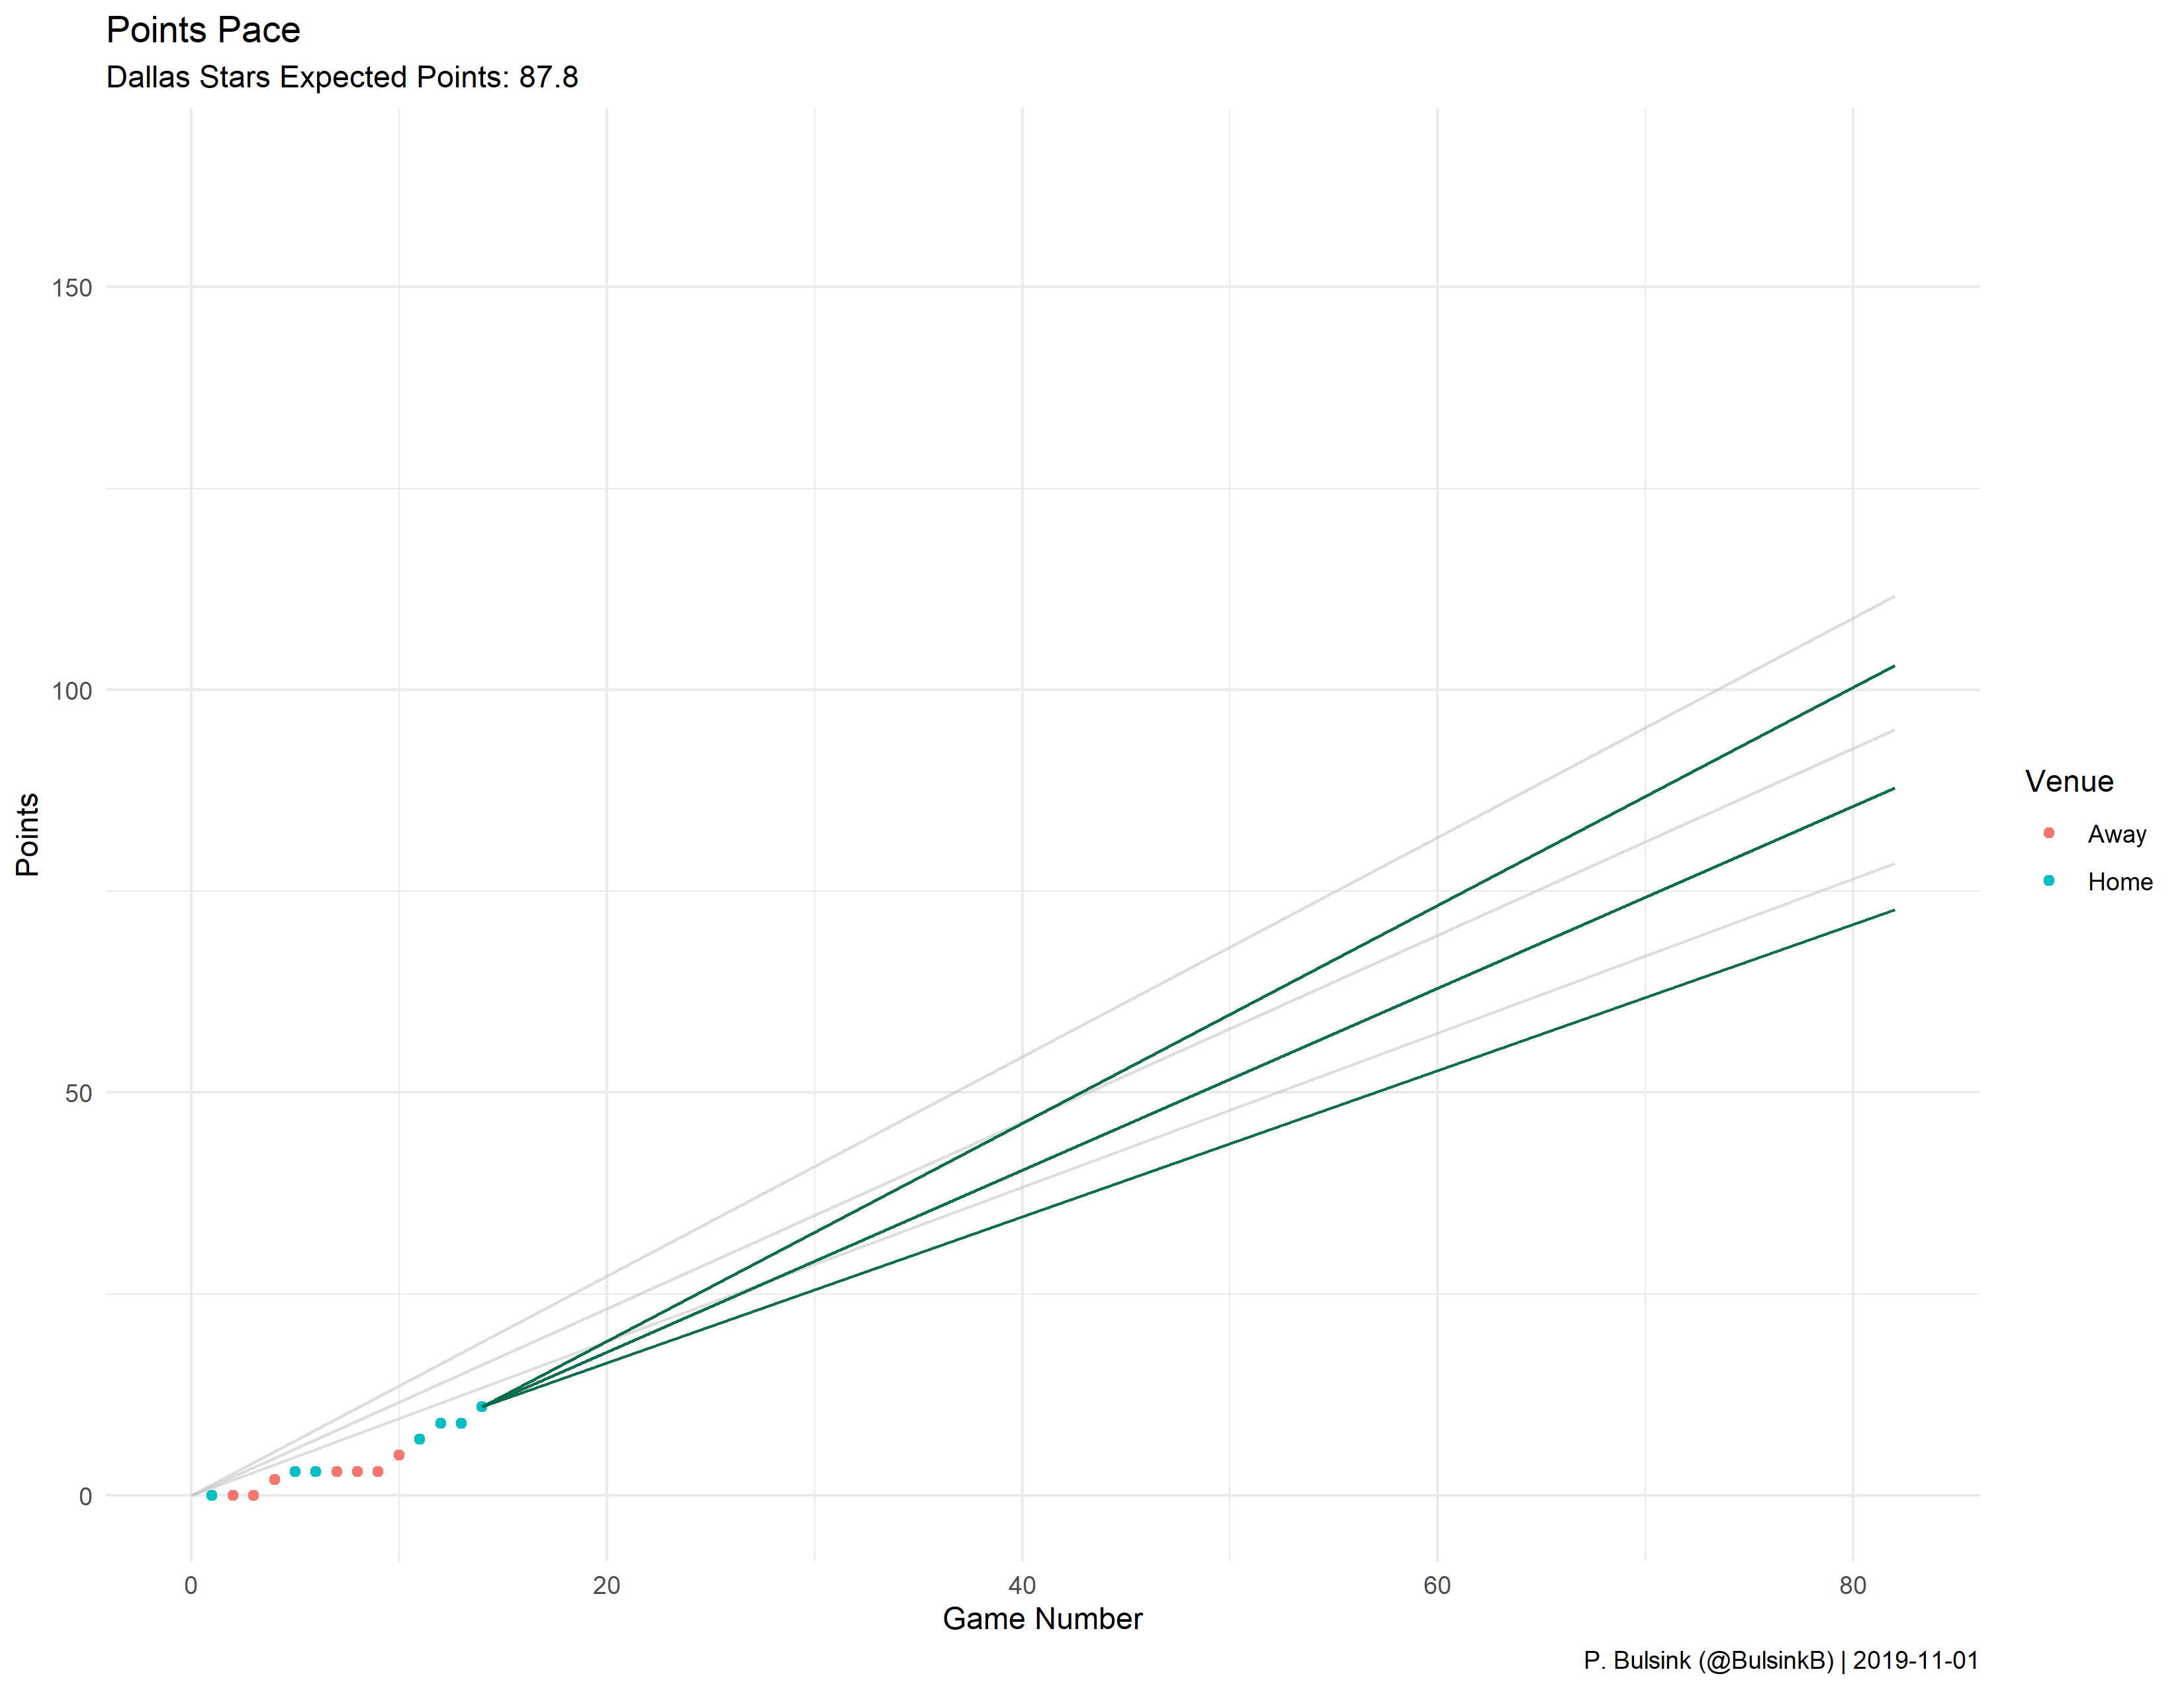 Points Pace
Dallas Stars Expected Points: 87.8
150
100
50
0
Points
0 20 40 60 80
Game Number
Venue
Away
Home
P. Bulsink (@BulsinkB) | 2019-11-01